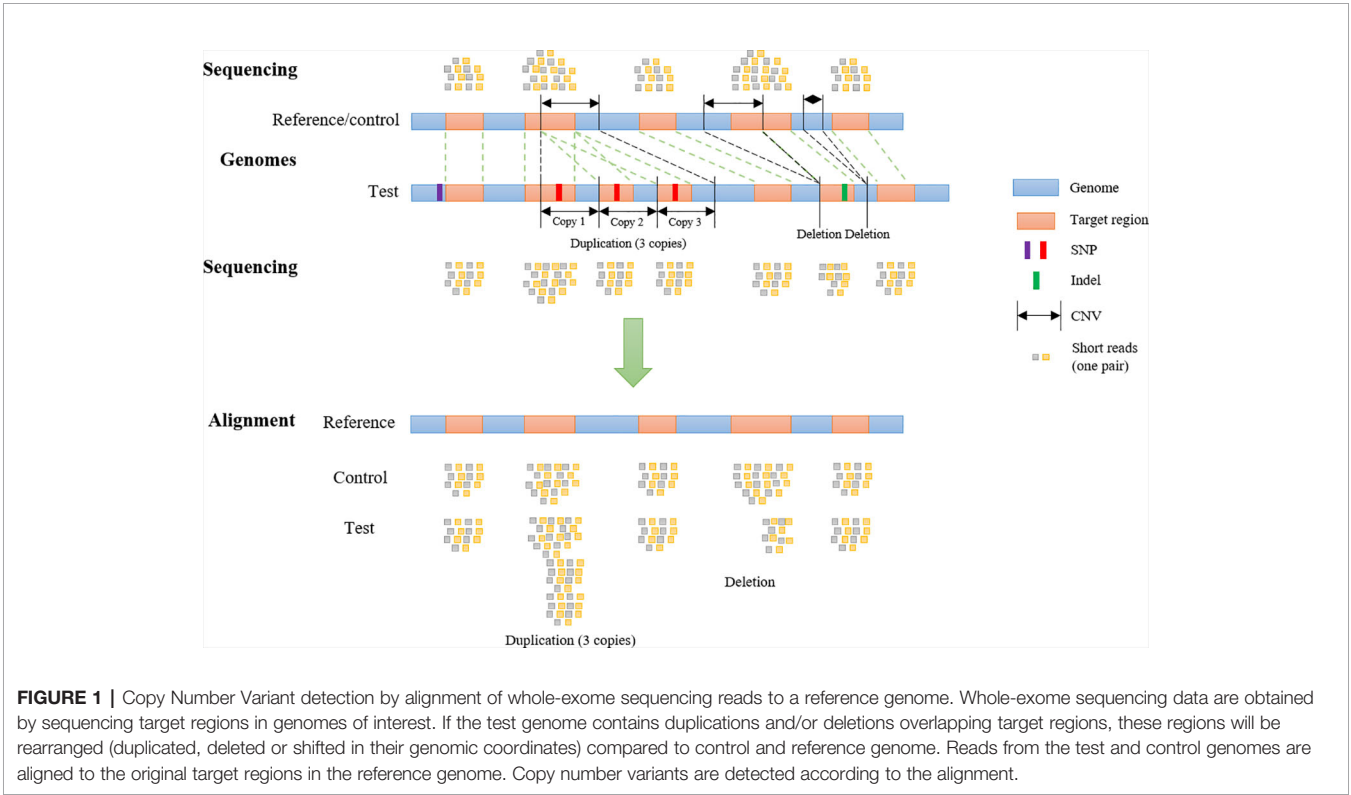 Sequencing
Reference/control
Genomes
Test
Copy 1
Copy 2
Copy 3
Duplication (3 copies)
Deletion Deletion
Genome
Target region
SNP
Indel
CNV
Short reads
(one pair)
Sequencing
Alignment
Reference
Control
Test
Deletion
Duplication (3 copies)
FIGURE 1 | Copy Number Variant detection by alignment of whole-exome sequencing reads to a reference genome. Whole-exome sequencing data are obtained
by sequencing target regions in genomes of interest. If the test genome contains duplications and/or deletions overlapping target regions, these regions will be
rearranged (duplicated, deleted or shifted in their genomic coordinates) compared to control and reference genome. Reads from the test and control genomes are
aligned to the original target regions in the reference genome. Copy number variants are detected according to the alignment.